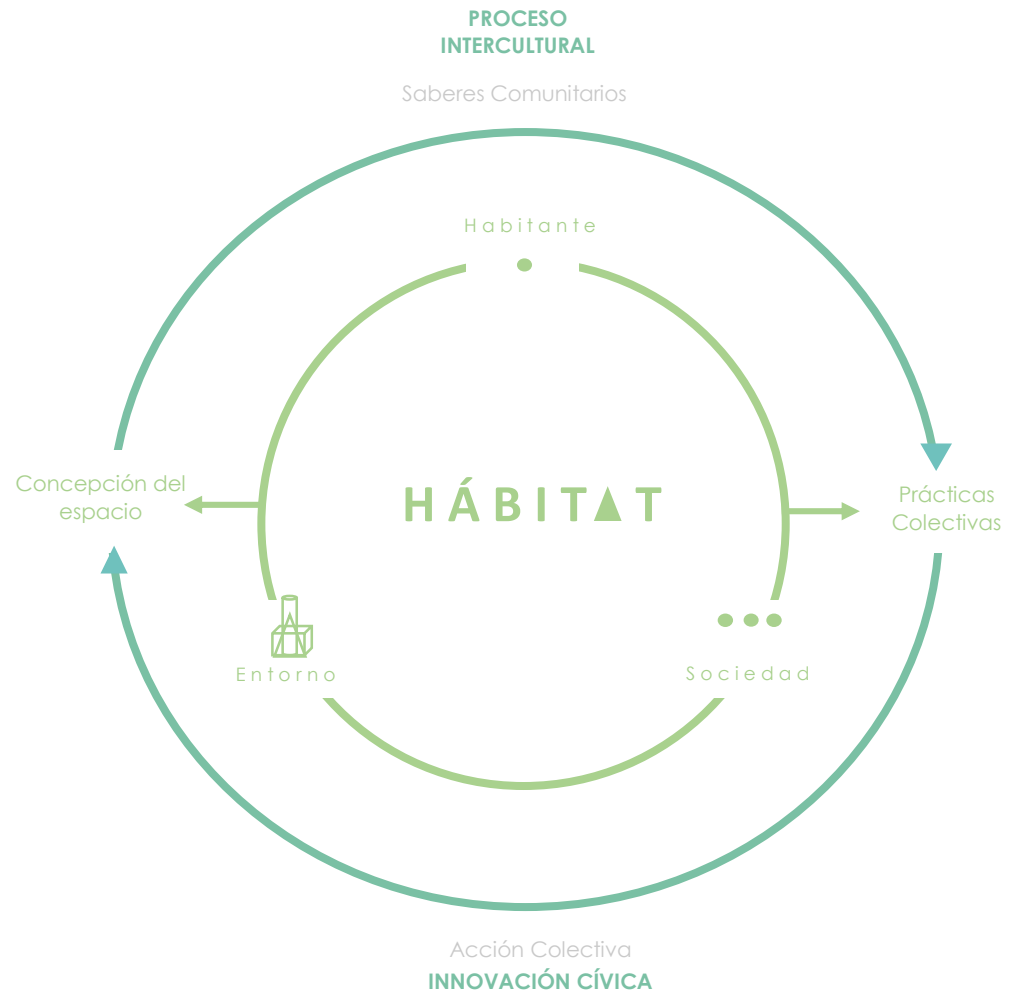 PROCESO
INTERCULTURAL
Saberes Comunitarios
Habitante
Concepción del
espacio
HÁBITAT
Prácticas
Colectivas
Entorno
Sociedad
Acción Colectiva
INNOVACIÓN CÍVICA